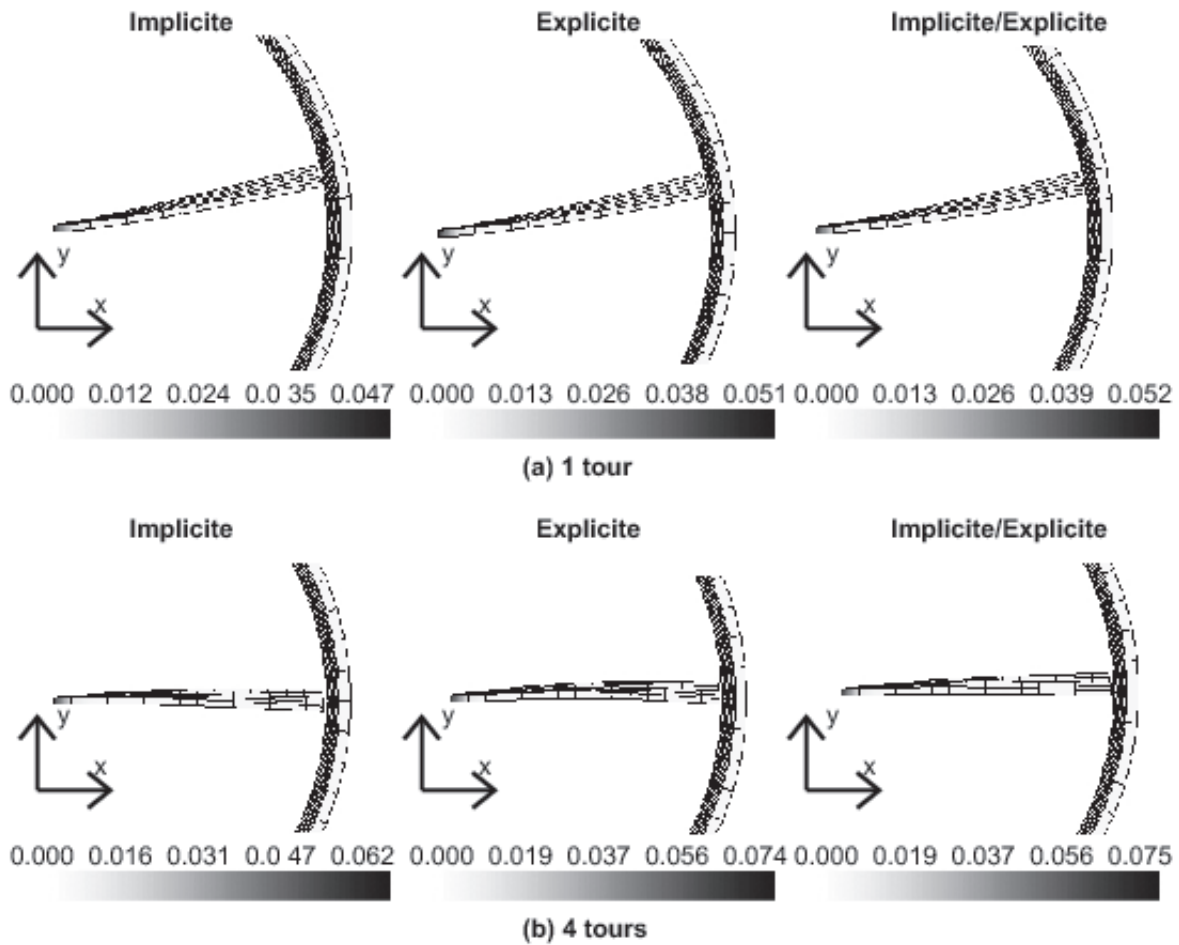 Implicite Explicite Implicite/Explicite
y y y
x x x
0.000 0.012 0.024 0.0 35 0.047 0.000 0.013 0.026 0.038 0.051 0.000 0.013 0.026 0.039 0.052
(a) 1 tour
Implicite Explicite Implicite/Explicite
y y y
x x x
0.000 0.016 0.031 0.0 47 0.062 0.000 0.019 0.037 0.056 0.074 0.000 0.019 0.037 0.056 0.075
(b) 4 tours